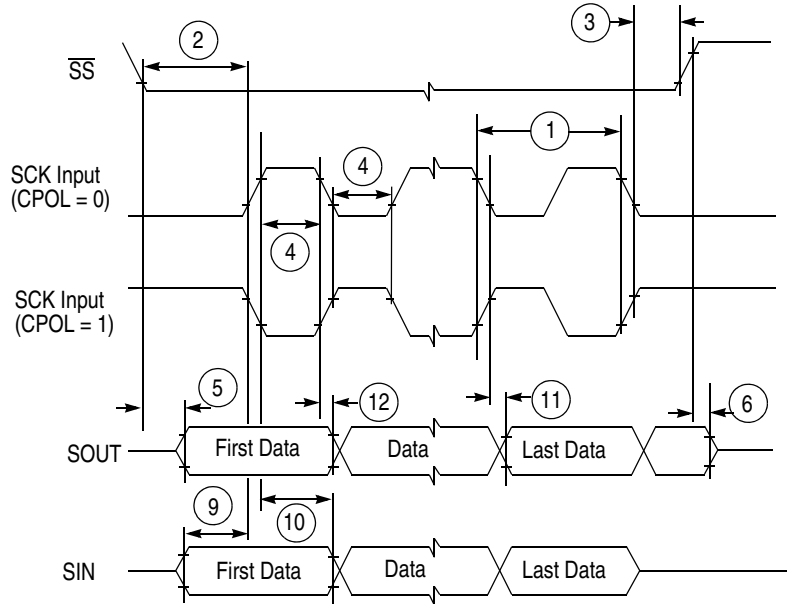 2
3
SS
1
SCK Input
(CPOL = 0)
4
4
SCK Input
(CPOL = 1)
5
12
11
6
SOUT
First Data
Data
Last Data
9
10
SIN
First Data
Data
Last Data